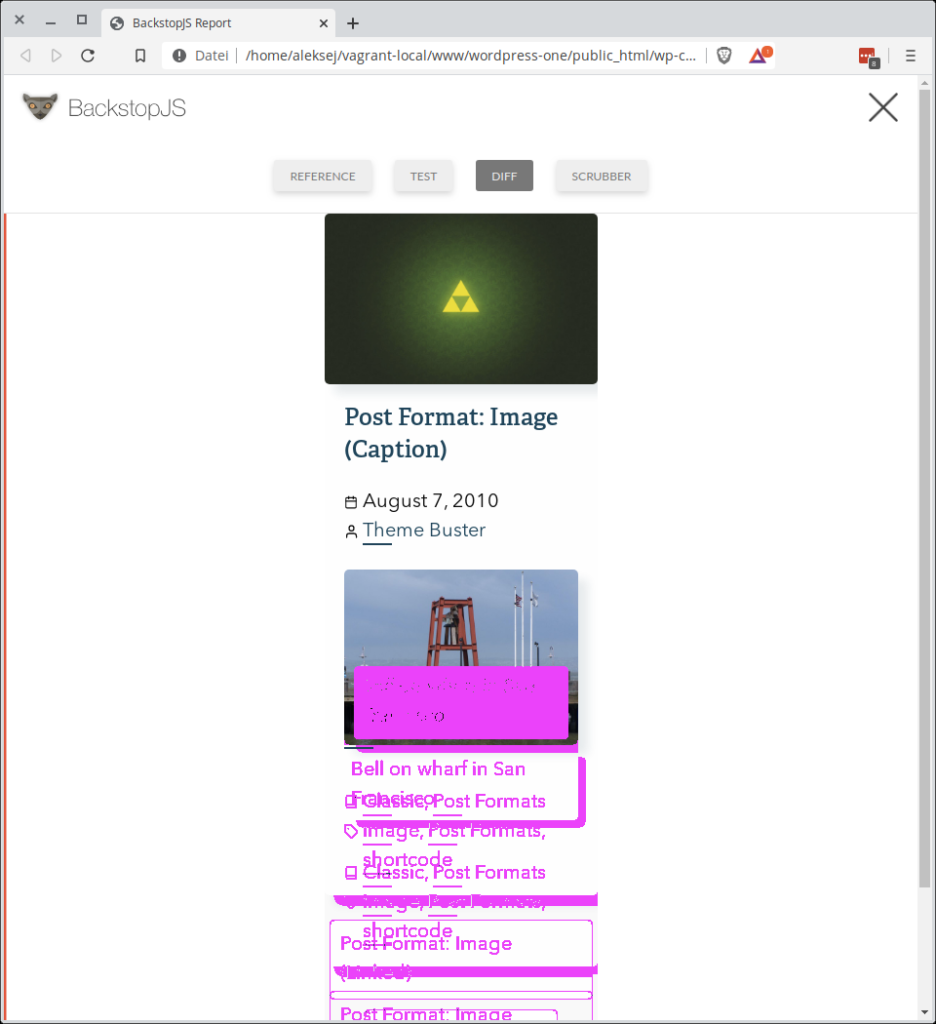 BackstopJS Report
Datei
/home/aleksej/vagrant-local/www/wordpress-one/public_html/wp-c...
8
BackstopJS
REFERENCE
TEST
DIFF
SCRUBBER
Post Format: Image
(Caption)
August 7, 2010
Theme Buster
Bell on wharf in San
Francisco
Classic, Post Formats
Image, Post Formats,
shortcode
Classic, Post Formats
Image, Post Formats,
shortcode
Post Format: Image
(Linked)
Post Format: Image